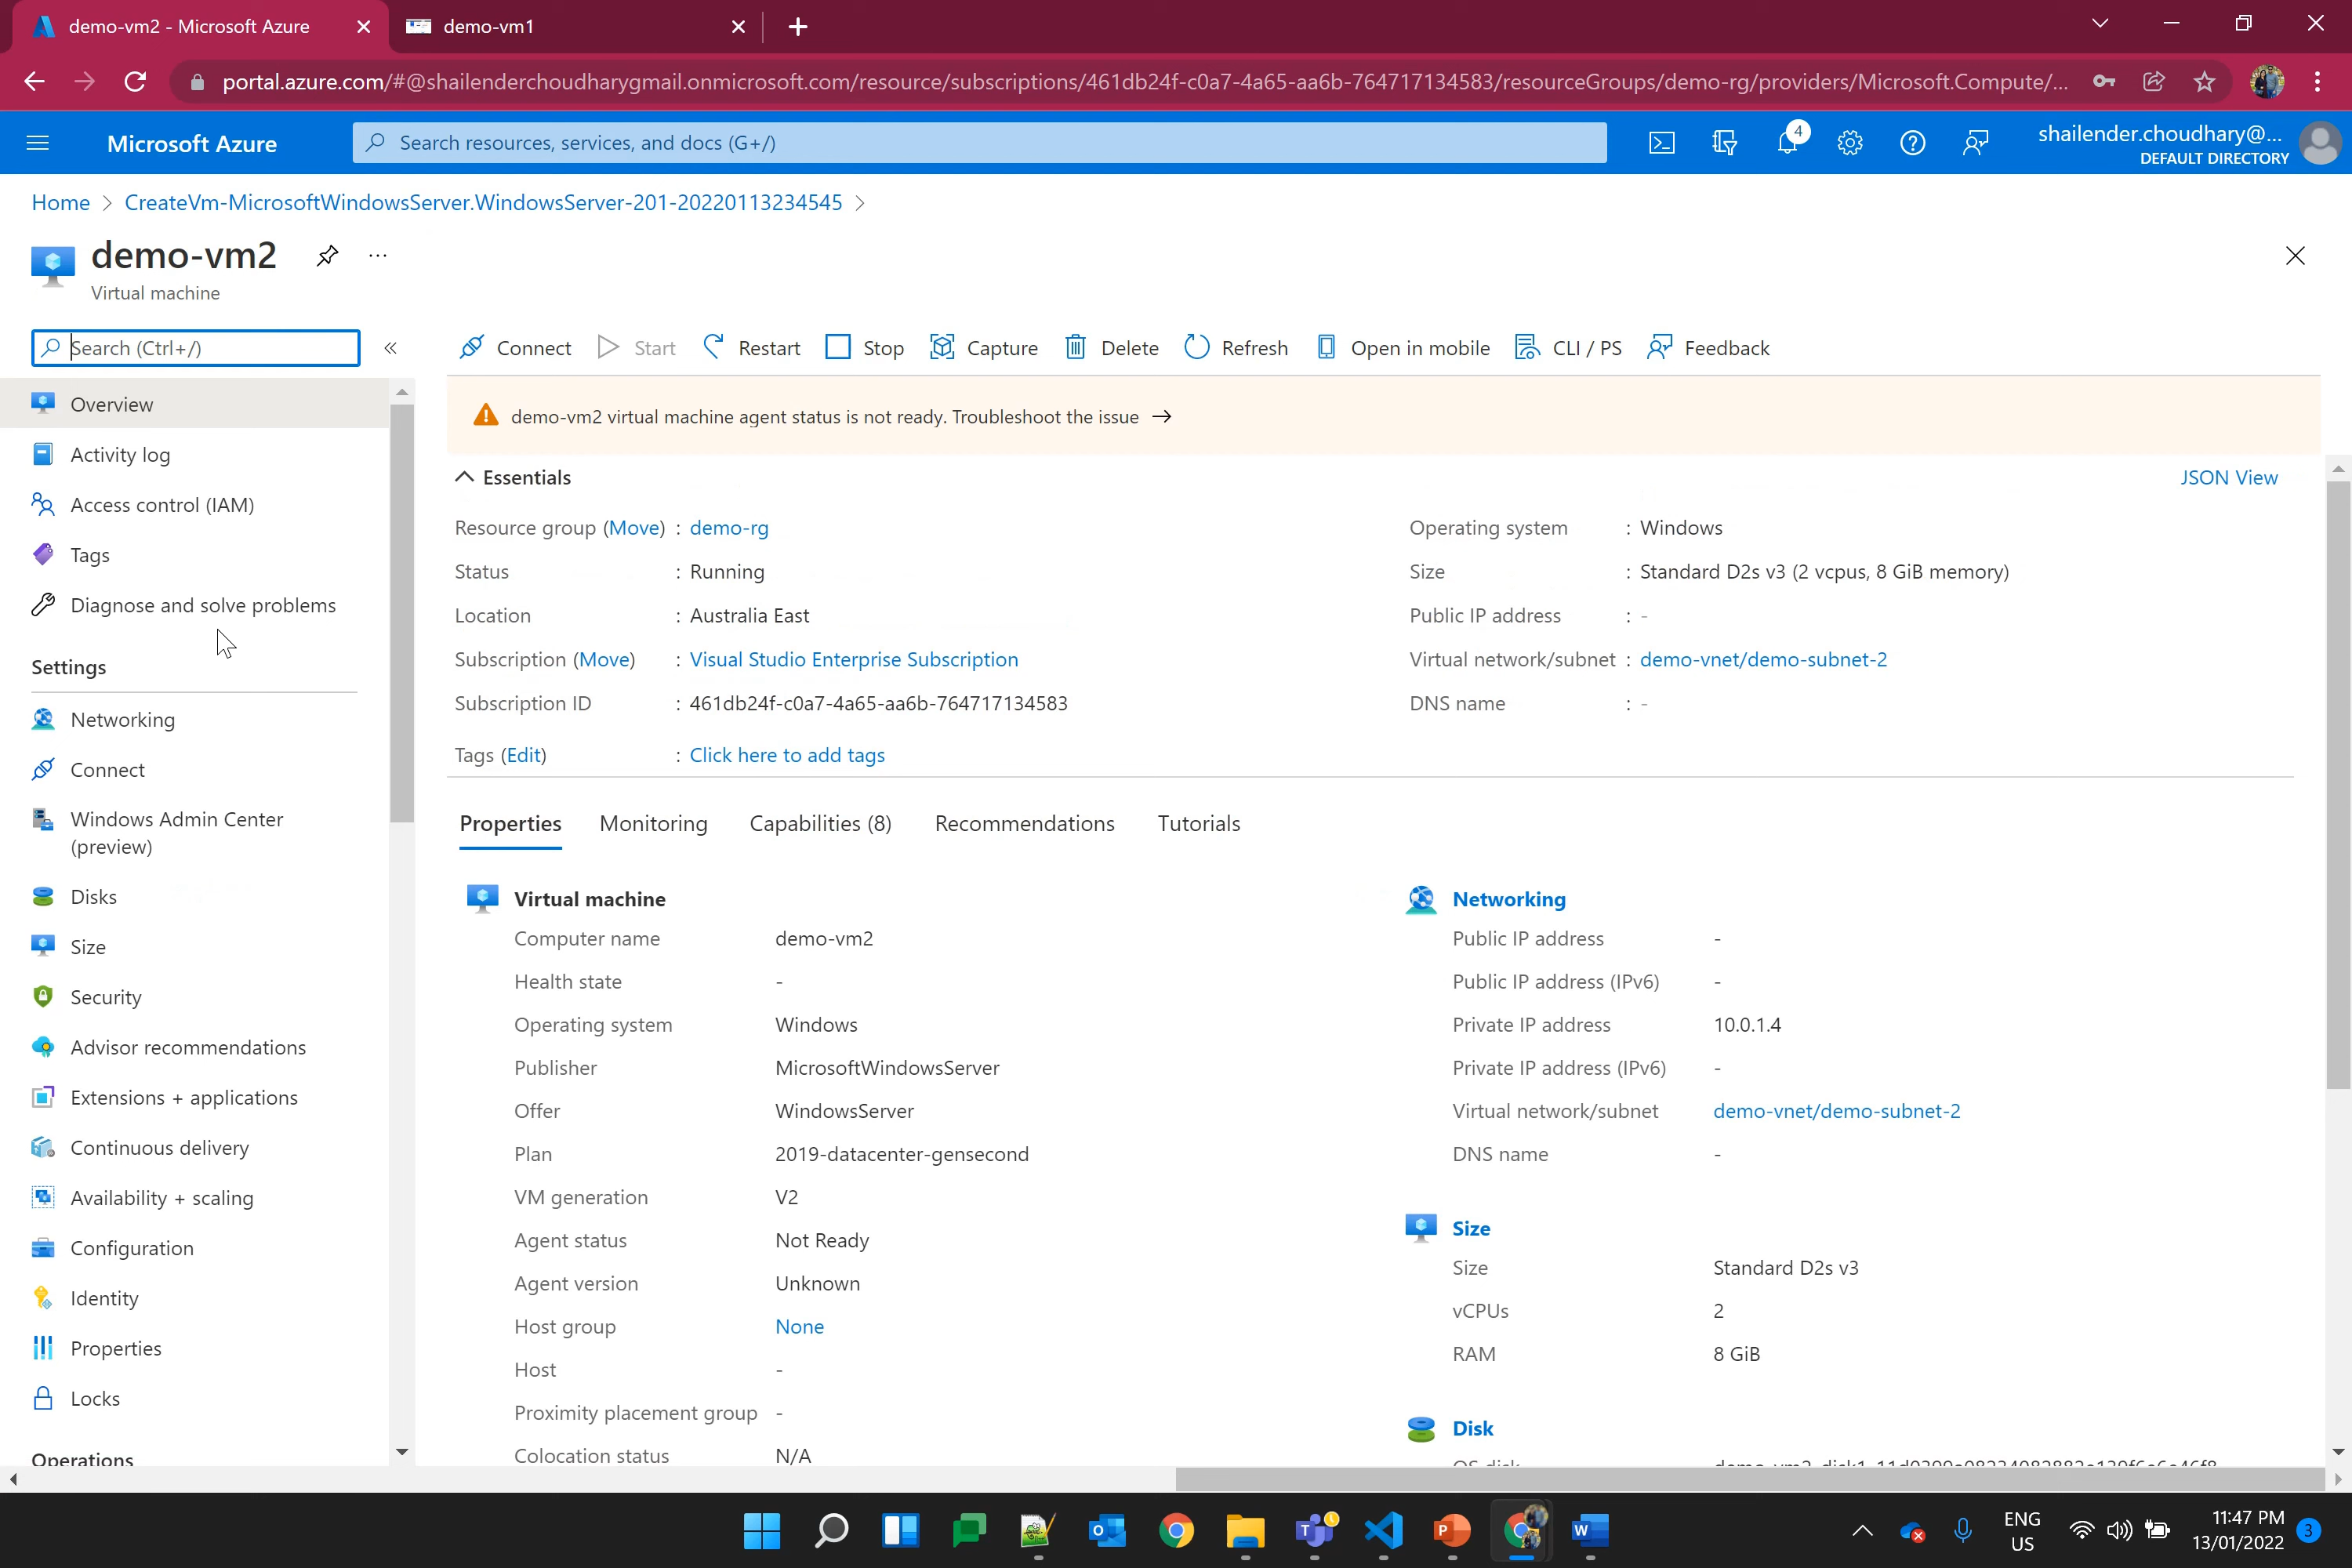 demo-vm2 - Microsoft Azure
demo-vm1
portal.azure.com/#@shailenderchoudharygmail.onmicrosoft.com/resource/subscriptions/461db24f-c0a7-4a65-aa6b-764717134583/resourceGroups/demo-rg/providers/Microsoft.Compute/...
Microsoft Azure
Search resources, services, and docs (G+/)
4
shailender.choudhary@...
DEFAULT DIRECTORY
Home > CreateVm-MicrosoftWindowsServer.WindowsServer-201-20220113234545 >
demo-vm2 ...
Virtual machine
Search (Ctrl+/)
«
Connect Start Restart Stop Capture Delete Refresh Open in mobile CLI / PS Feedback
demo-vm2 virtual machine agent status is not ready. Troubleshoot the issue →
Overview
Activity log
Access control (IAM)
Tags
Diagnose and solve problems
Settings
Networking
Connect
Windows Admin Center
(preview)
Disks
Size
Security
Advisor recommendations
Extensions + applications
Continuous delivery
Availability + scaling
Configuration
Identity
Properties
Locks
Operations
Essentials
JSON View
Resource group (Move) : demo-rg
Status : Running
Location : Australia East
Subscription (Move) : Visual Studio Enterprise Subscription
Subscription ID : 461db24f-c0a7-4a65-aa6b-764717134583
Tags (Edit) : Click here to add tags
Operating system : Windows
Size : Standard D2s v3 (2 vcpus, 8 GiB memory)
Public IP address : -
Virtual network/subnet : demo-vnet/demo-subnet-2
DNS name : -
Properties Monitoring Capabilities (8) Recommendations Tutorials
Virtual machine
Computer name demo-vm2
Health state -
Operating system Windows
Publisher MicrosoftWindowsServer
Offer WindowsServer
Plan 2019-datacenter-gensecond
VM generation V2
Agent status Not Ready
Agent version Unknown
Host group None
Host -
Proximity placement group -
Colocation status N/A
Networking
Public IP address -
Public IP address (IPv6) -
Private IP address 10.0.1.4
Private IP address (IPv6) -
Virtual network/subnet demo-vnet/demo-subnet-2
DNS name -
Size
Size Standard D2s v3
vCPUs 2
RAM 8 GiB
Disk
OS disk
ENG
US
11:47 PM
13/01/2022
3